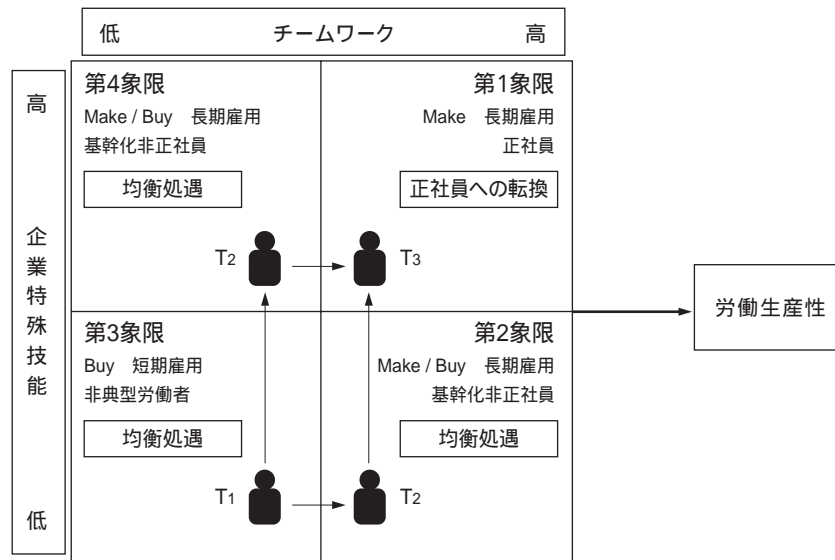 低 チームワーク 高
高
企業特殊技能
低
第4象限
Make / Buy 長期雇用
基幹化非正社員
均衡処遇
T2
第1象限
Make 長期雇用
正社員
正社員への転換
T3
第3象限
Buy 短期雇用
非典型労働者
均衡処遇
T1
第2象限
Make / Buy 長期雇用
基幹化非正社員
均衡処遇
T2
労働生産性